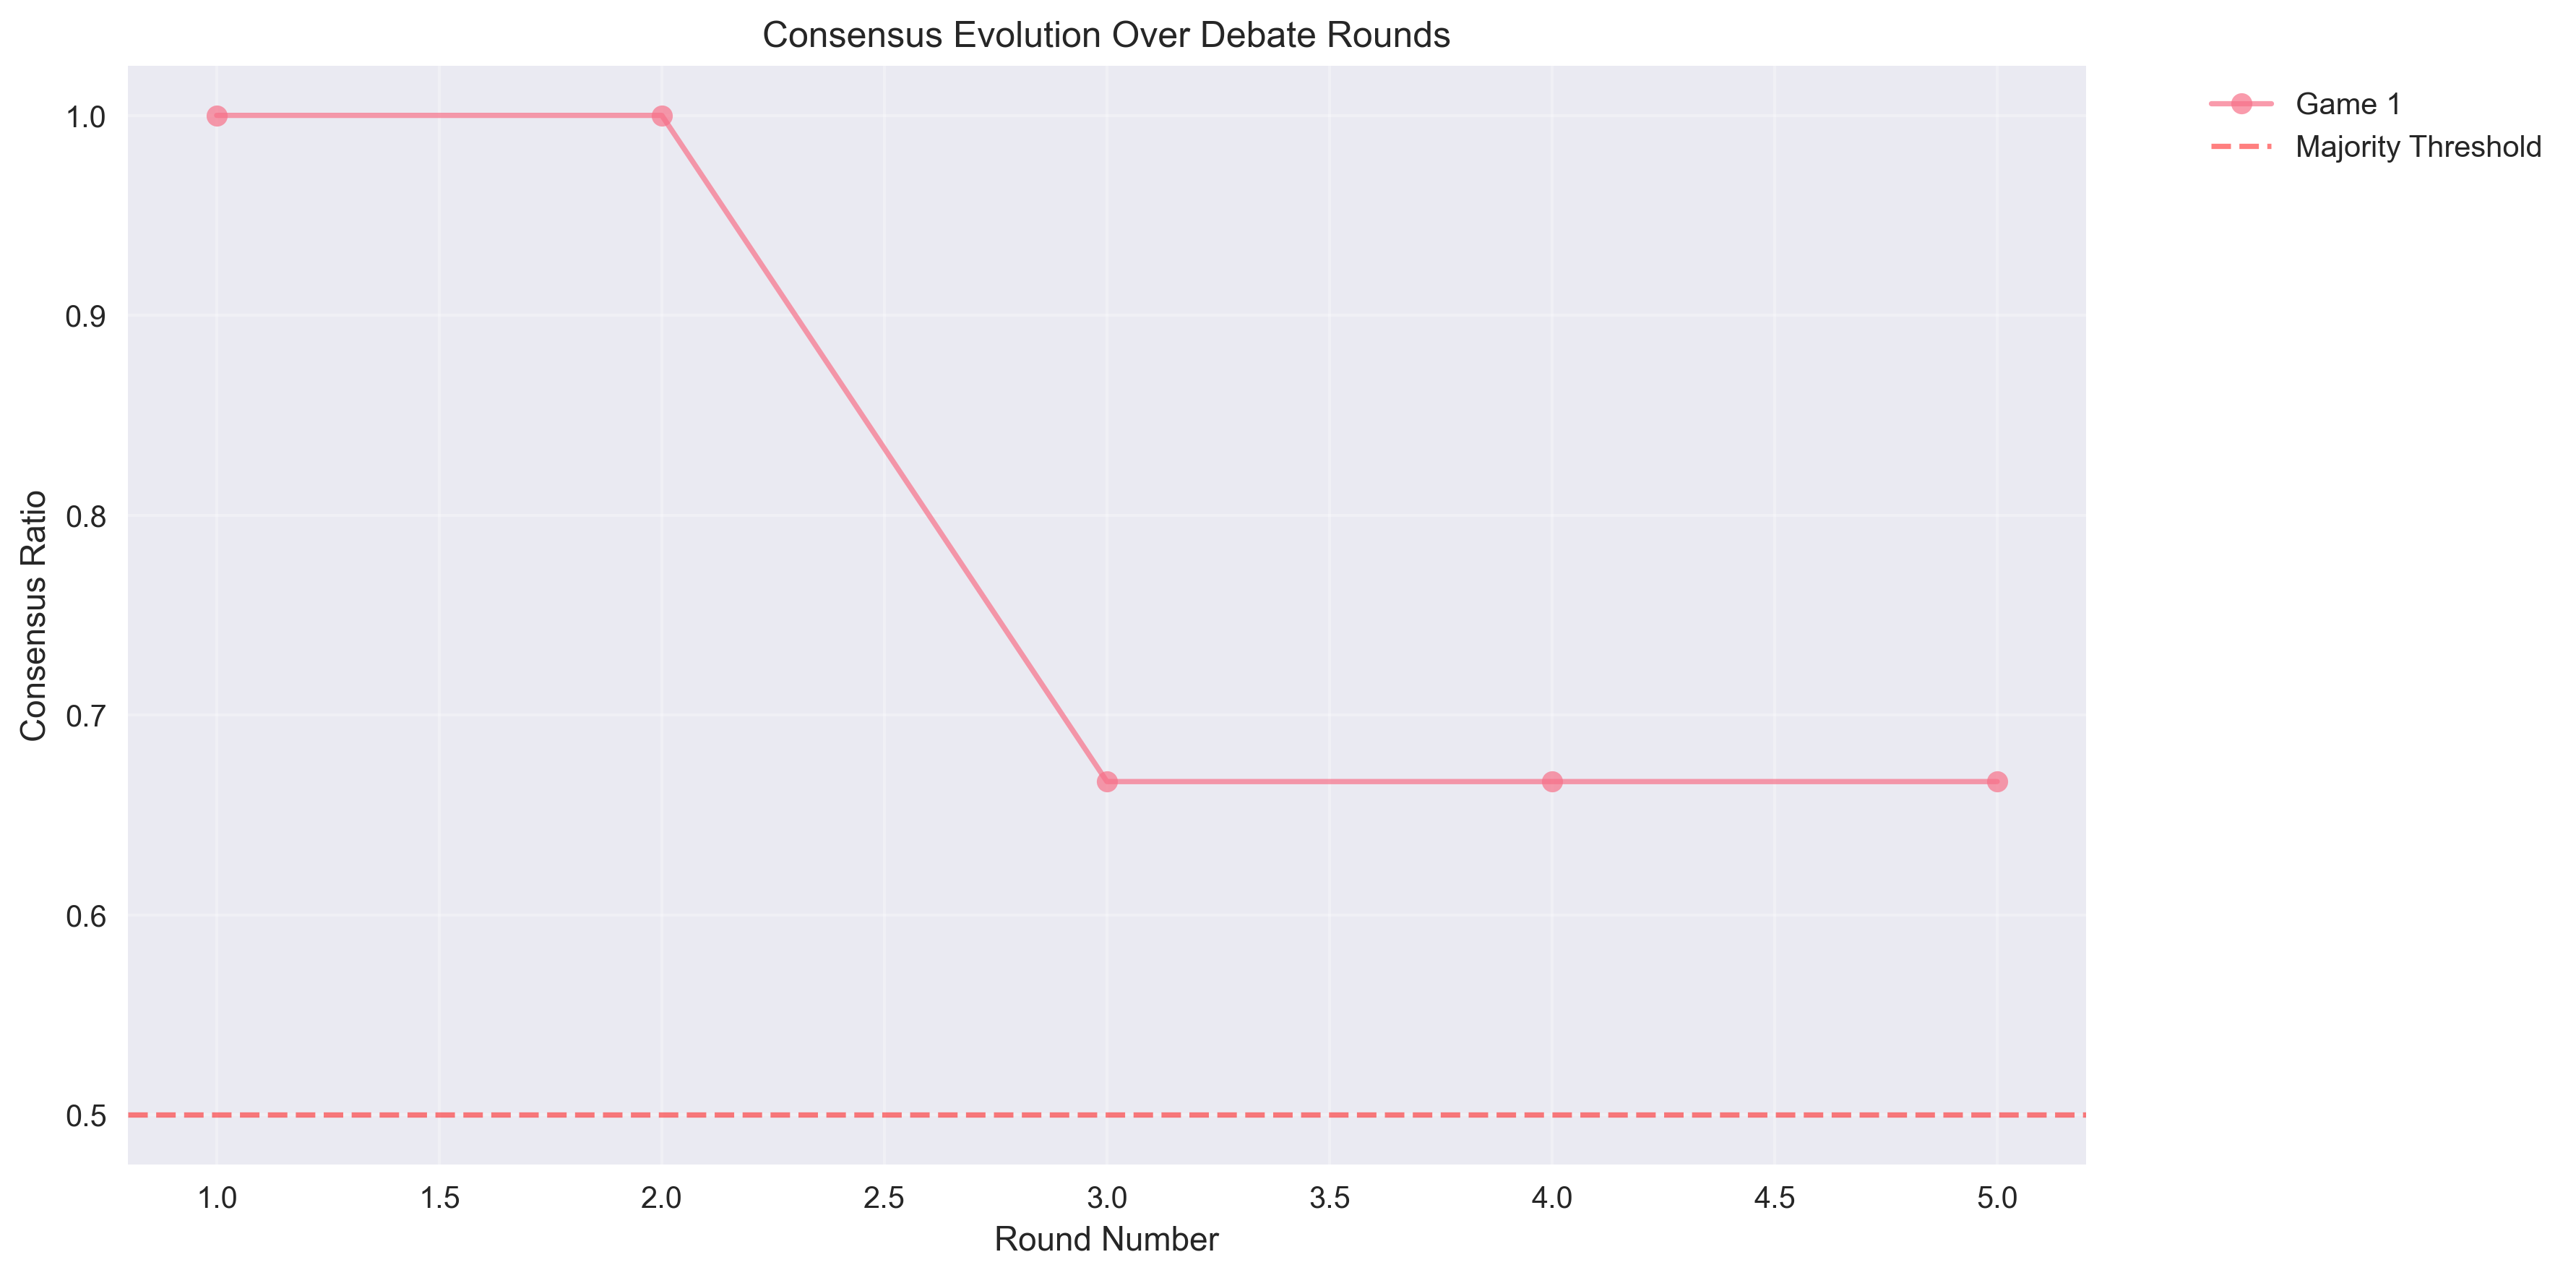 Consensus Evolution Over Debate Rounds
Game 1
Majority Threshold
Consensus Ratio
1.0
0.9
0.8
0.7
0.6
0.5
1.0 1.5 2.0 2.5 3.0 3.5 4.0 4.5 5.0
Round Number